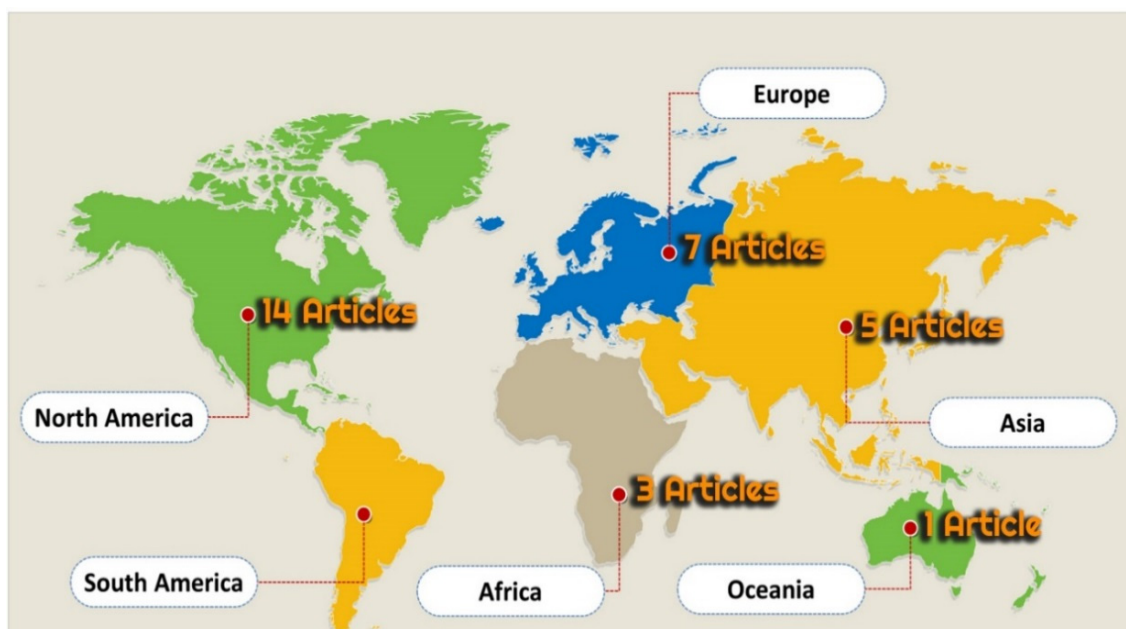 Europe
7 Articles
14 Articles
5 Articles
North America
Asia
3 Articles
1 Article
South America
Africa
Oceania